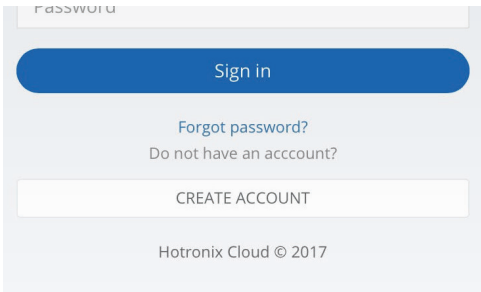 Password
Sign in
Forgot password?
Do not have an acccount?
CREATE ACCOUNT
Hotronix Cloud © 2017